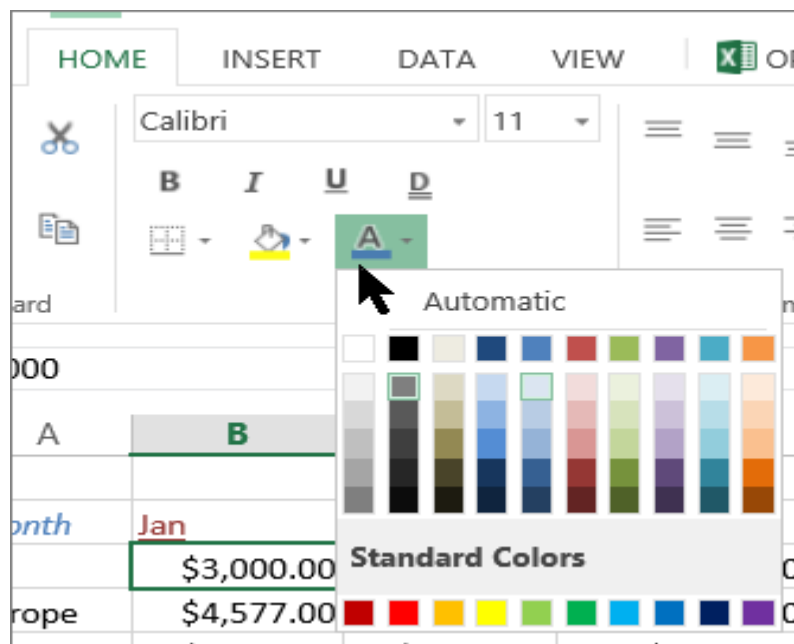 HOME INSERT DATA VIEW
Calibri 11
B I U D
A
Automatic
ard
000
A B
onth Jan
$3,000.00
rope $4,577.00
Standard Colors